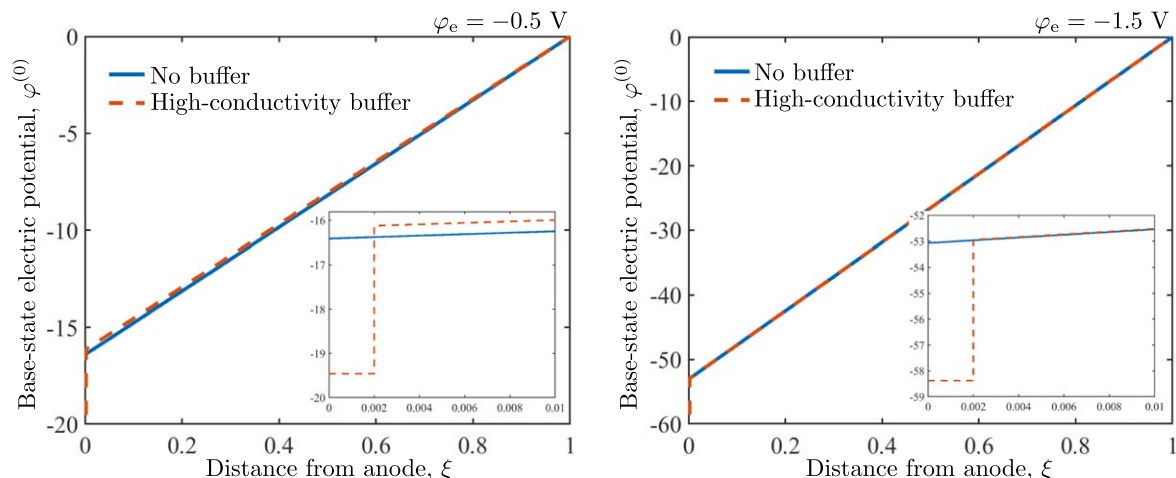 φₑ = −0.5 V
0
-5
-10
-15
-20
Base-state electric potential, φ⁽⁰⁾
No buffer
High-conductivity buffer
-16
-17
-18
-19
-20
0 0.002 0.004 0.006 0.008 0.01
0 0.2 0.4 0.6 0.8 1
Distance from anode, ξ
φₑ = −1.5 V
0
-10
-20
-30
-40
-50
-60
Base-state electric potential, φ⁽⁰⁾
No buffer
High-conductivity buffer
-52
-53
-54
-55
-56
-57
-58
-59
0 0.002 0.004 0.006 0.008 0.01
0 0.2 0.4 0.6 0.8 1
Distance from anode, ξ